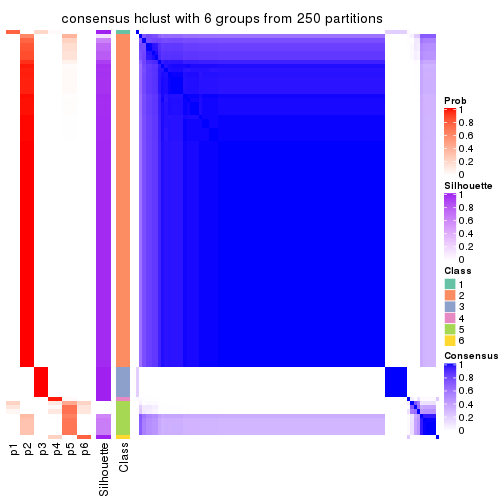 consensus hclust with 6 groups from 250 partitions
Prob
1
0.8
0.6
0.4
0.2
0
Silhouette
1
0.8
0.6
0.4
0.2
0
Class
1
2
3
4
5
6
Consensus
1
0.8
0.6
0.4
0.2
0
p1
p2
p3
p4
p5
p6
Silhouette
Class